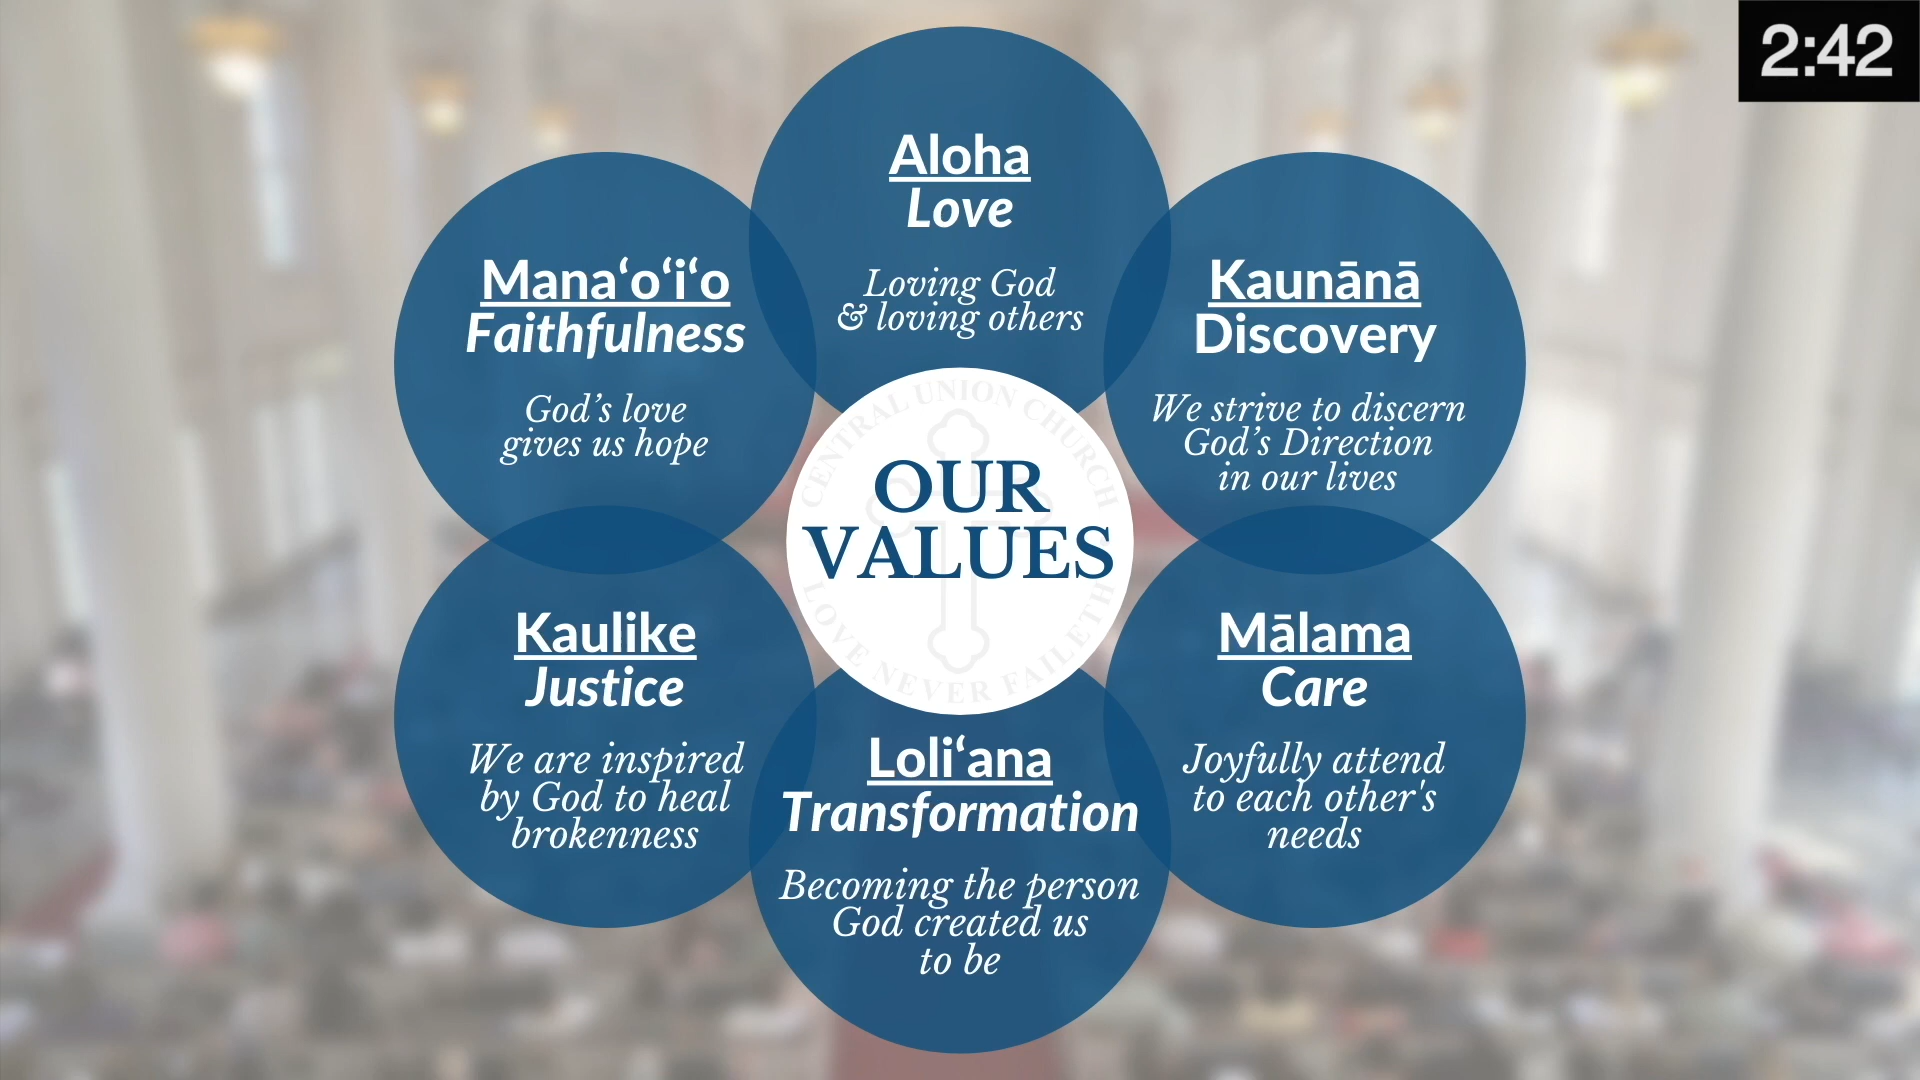 2:42
Aloha
Love
Loving God
& loving others
Manaʻoʻiʻo
Faithfulness
God’s love
gives us hope
Kaunānā
Discovery
We strive to discern
God’s Direction
in our lives
CENTRAL UNION CHURCH
OUR
VALUES
LOVE NEVER FAILETH
Kaulike
Justice
We are inspired
by God to heal
brokenness
Mālama
Care
Joyfully attend
to each other's
needs
Loliʻana
Transformation
Becoming the person
God created us
to be